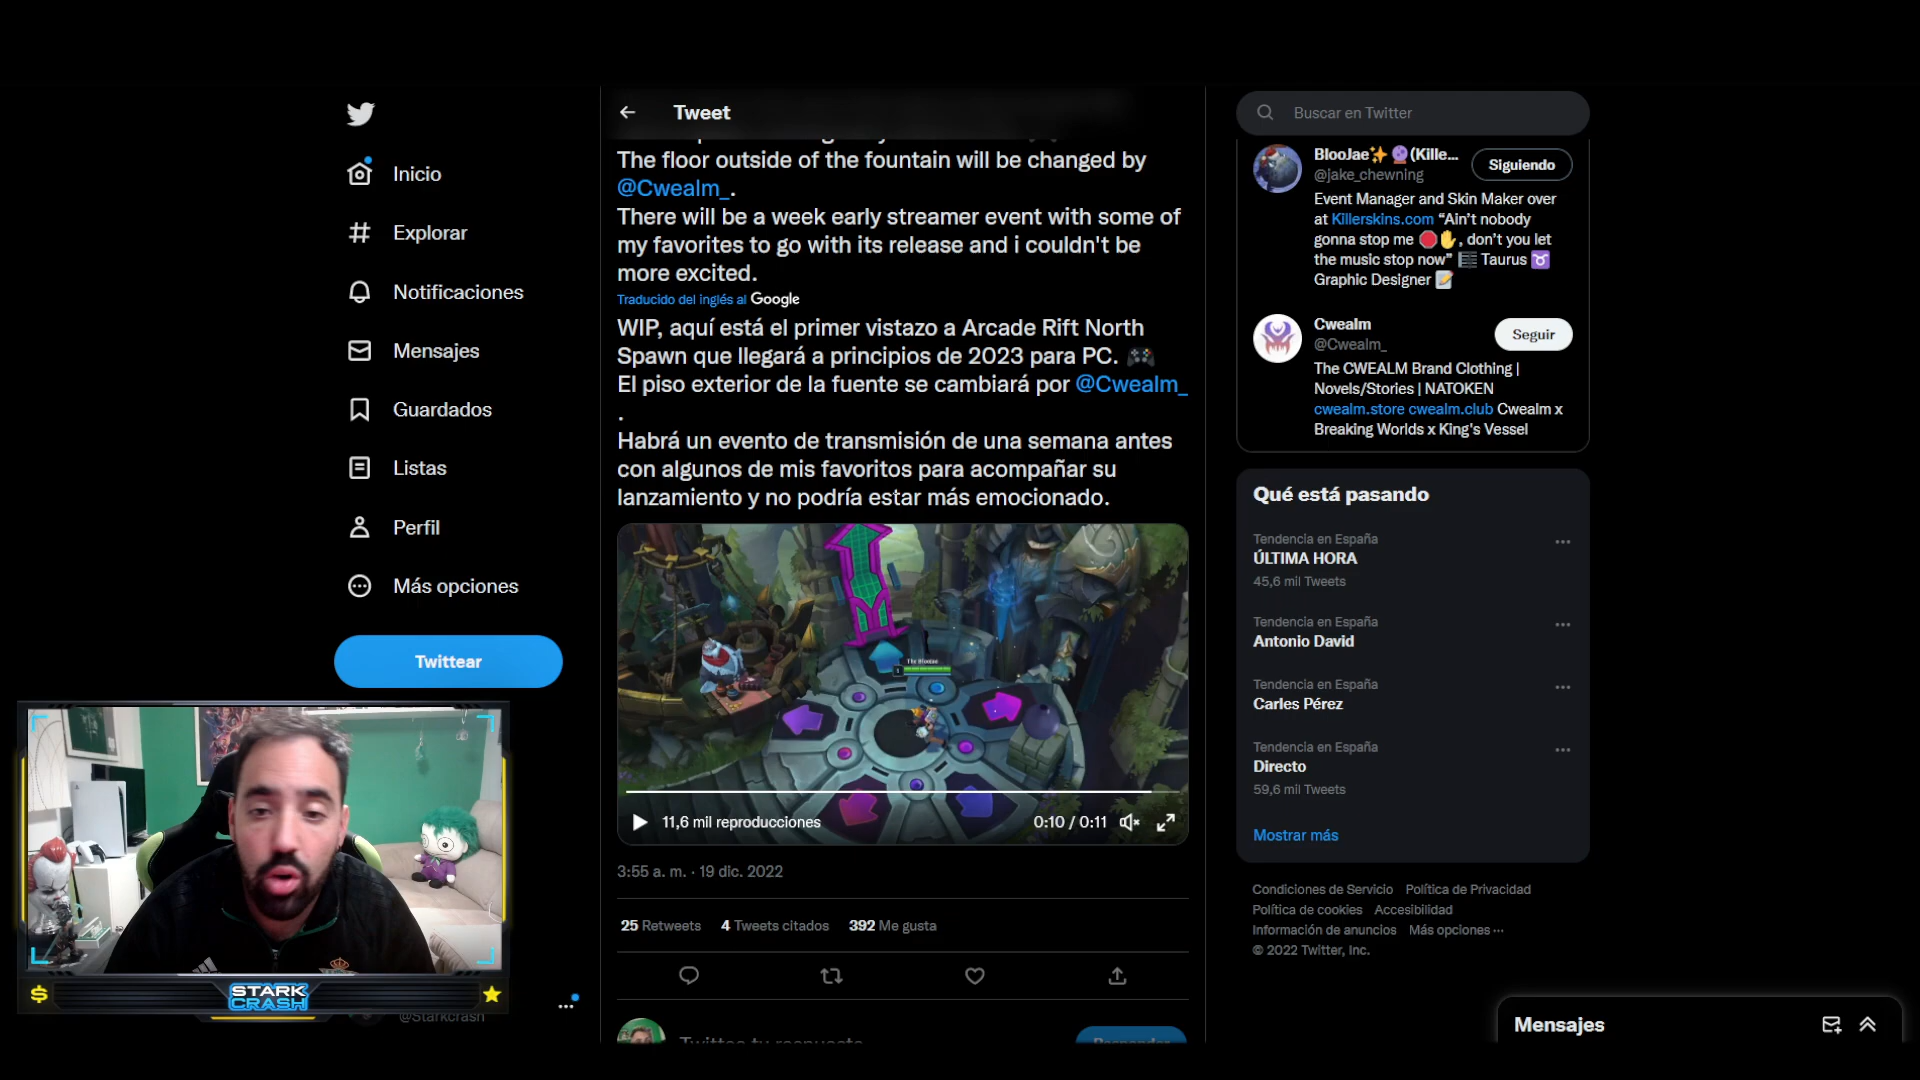 Inicio
Explorar
Notificaciones
Mensajes
Guardados
Listas
Perfil
Más opciones
Twittear
STARK
CRASH
@Starkcrash
Tweet
The floor outside of the fountain will be changed by
@Cwealm_.
There will be a week early streamer event with some of
my favorites to go with its release and i couldn't be
more excited.
Traducido del inglés al Google
WIP, aquí está el primer vistazo a Arcade Rift North
Spawn que llegará a principios de 2023 para PC. 🎮
El piso exterior de la fuente se cambiará por @Cwealm_
.
Habrá un evento de transmisión de una semana antes
con algunos de mis favoritos para acompañar su
lanzamiento y no podría estar más emocionado.
The Bloojae
11,6 mil reproducciones
0:10 / 0:11
3:55 a. m. · 19 dic. 2022
25 Retweets 4 Tweets citados 392 Me gusta
Twittea tu respuesta
Responder
Buscar en Twitter
BlooJae✨🔮(Kille...
@jake_chewning
Siguiendo
Event Manager and Skin Maker over
at Killerskins.com “Ain’t nobody
gonna stop me 🛑✋, don’t you let
the music stop now” 🎼 Taurus ♉
Graphic Designer 📝
Cwealm
@Cwealm_
Seguir
The CWEALM Brand Clothing |
Novels/Stories | NATOKEN
cwealm.store cwealm.club Cwealm x
Breaking Worlds x King's Vessel
Qué está pasando
Tendencia en España
ÚLTIMA HORA
45,6 mil Tweets
Tendencia en España
Antonio David
Tendencia en España
Carles Pérez
Tendencia en España
Directo
59,6 mil Tweets
Mostrar más
Condiciones de Servicio Política de Privacidad
Política de cookies Accesibilidad
Información de anuncios Más opciones ···
© 2022 Twitter, Inc.
Mensajes